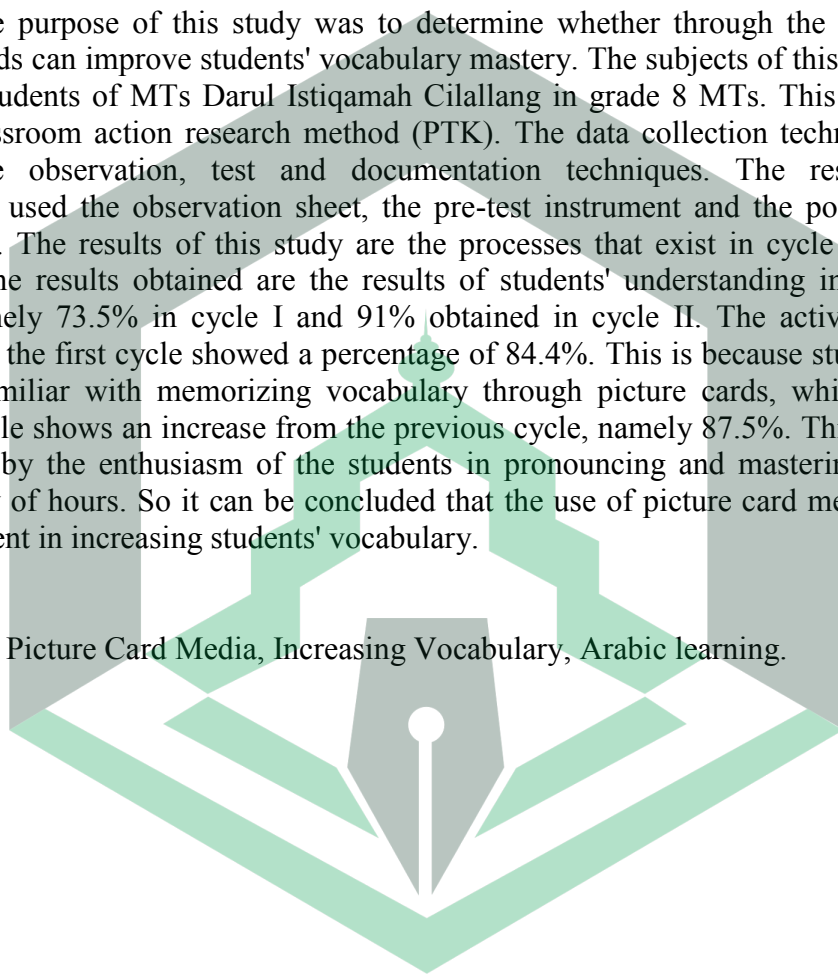 e purpose of this study was to determine whether through the
ds can improve students' vocabulary mastery. The subjects of this
tudents of MTs Darul Istiqamah Cilallang in grade 8 MTs. This
ssroom action research method (PTK). The data collection techn
e observation, test and documentation techniques. The res
used the observation sheet, the pre-test instrument and the po
. The results of this study are the processes that exist in cycle
ne results obtained are the results of students' understanding in
nely 73.5% in cycle I and 91% obtained in cycle II. The activ
the first cycle showed a percentage of 84.4%. This is because stu
miliar with memorizing vocabulary through picture cards, whi
le shows an increase from the previous cycle, namely 87.5%. Thi
by the enthusiasm of the students in pronouncing and masterin
y of hours. So it can be concluded that the use of picture card me
ent in increasing students' vocabulary.
Picture Card Media, Increasing Vocabulary, Arabic learning.